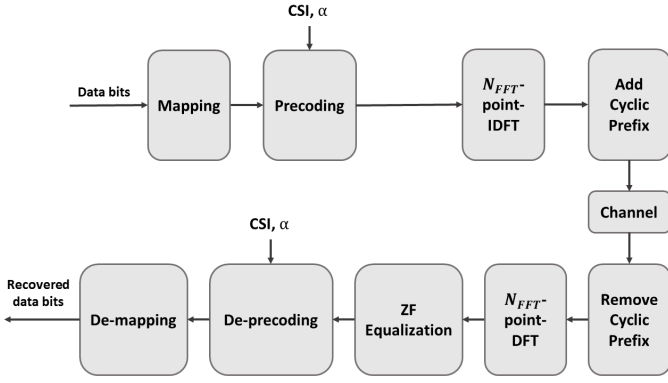 CSI, α
Data bits
Mapping
Precoding
N_FFT-
point-
IDFT
Add
Cyclic
Prefix
Channel
CSI, α
Recovered
data bits
De-mapping
De-precoding
ZF
Equalization
N_FFT-
point-
DFT
Remove
Cyclic
Prefix